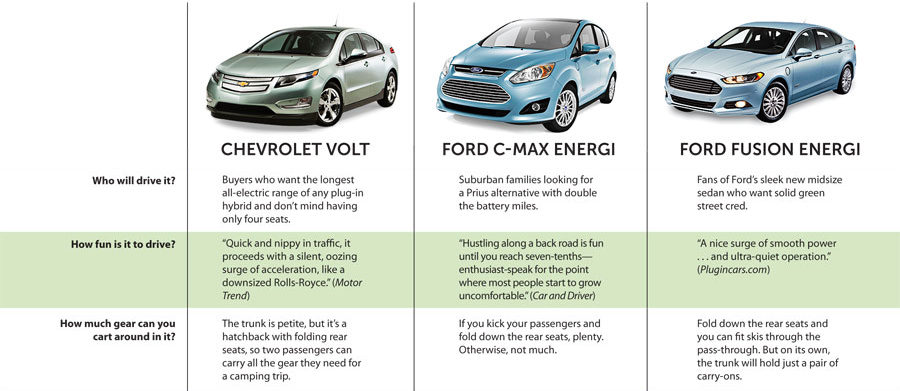 CHEVROLET VOLT
FORD C-MAX ENERGI
FORD FUSION ENERGI
Who will drive it?
Buyers who want the longest
all-electric range of any plug-in
hybrid and don’t mind having
only four seats.
Suburban families looking for
a Prius alternative with double
the battery miles.
Fans of Ford’s sleek new midsize
sedan who want solid green
street cred.
How fun is it to drive?
“Quick and nippy in traffic, it
proceeds with a silent, oozing
surge of acceleration, like a
downsized Rolls-Royce.” (Motor
Trend)
“Hustling along a back road is fun
until you reach seven-tenths—
enthusiast-speak for the point
where most people start to grow
uncomfortable.” (Car and Driver)
“A nice surge of smooth power
. . . and ultra-quiet operation.”
(Plugincars.com)
How much gear can you
cart around in it?
The trunk is petite, but it’s a
hatchback with folding rear
seats, so two passengers can
carry all the gear they need for
a camping trip.
If you kick your passengers and
fold down the rear seats, plenty.
Otherwise, not much.
Fold down the rear seats and
you can fit skis through the
pass-through. But on its own,
the trunk will hold just a pair of
carry-ons.